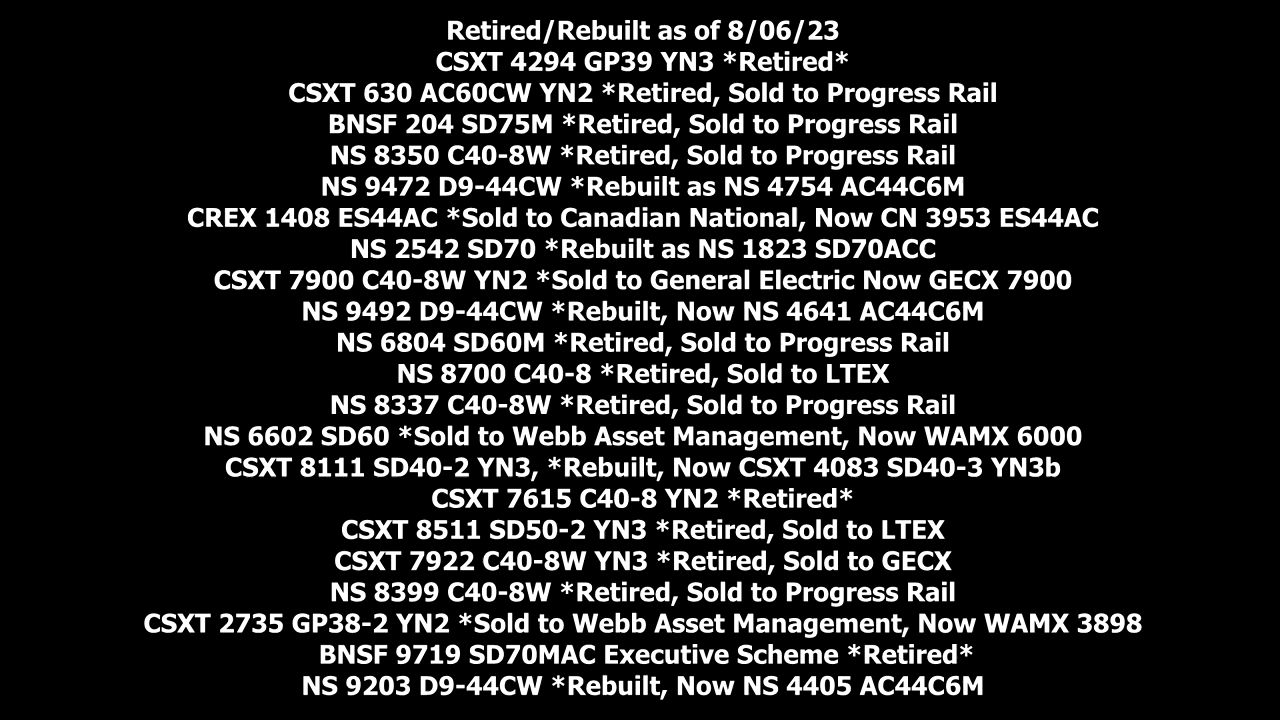 Retired/Rebuilt as of 8/06/23
CSXT 4294 GP39 YN3 *Retired*
CSXT 630 AC60CW YN2 *Retired, Sold to Progress Rail
BNSF 204 SD75M *Retired, Sold to Progress Rail
NS 8350 C40-8W *Retired, Sold to Progress Rail
NS 9472 D9-44CW *Rebuilt as NS 4754 AC44C6M
CREX 1408 ES44AC *Sold to Canadian National, Now CN 3953 ES44AC
NS 2542 SD70 *Rebuilt as NS 1823 SD70ACC
CSXT 7900 C40-8W YN2 *Sold to General Electric Now GECX 7900
NS 9492 D9-44CW *Rebuilt, Now NS 4641 AC44C6M
NS 6804 SD60M *Retired, Sold to Progress Rail
NS 8700 C40-8 *Retired, Sold to LTEX
NS 8337 C40-8W *Retired, Sold to Progress Rail
NS 6602 SD60 *Sold to Webb Asset Management, Now WAMX 6000
CSXT 8111 SD40-2 YN3, *Rebuilt, Now CSXT 4083 SD40-3 YN3b
CSXT 7615 C40-8 YN2 *Retired*
CSXT 8511 SD50-2 YN3 *Retired, Sold to LTEX
CSXT 7922 C40-8W YN3 *Retired, Sold to GECX
NS 8399 C40-8W *Retired, Sold to Progress Rail
CSXT 2735 GP38-2 YN2 *Sold to Webb Asset Management, Now WAMX 3898
BNSF 9719 SD70MAC Executive Scheme *Retired*
NS 9203 D9-44CW *Rebuilt, Now NS 4405 AC44C6M